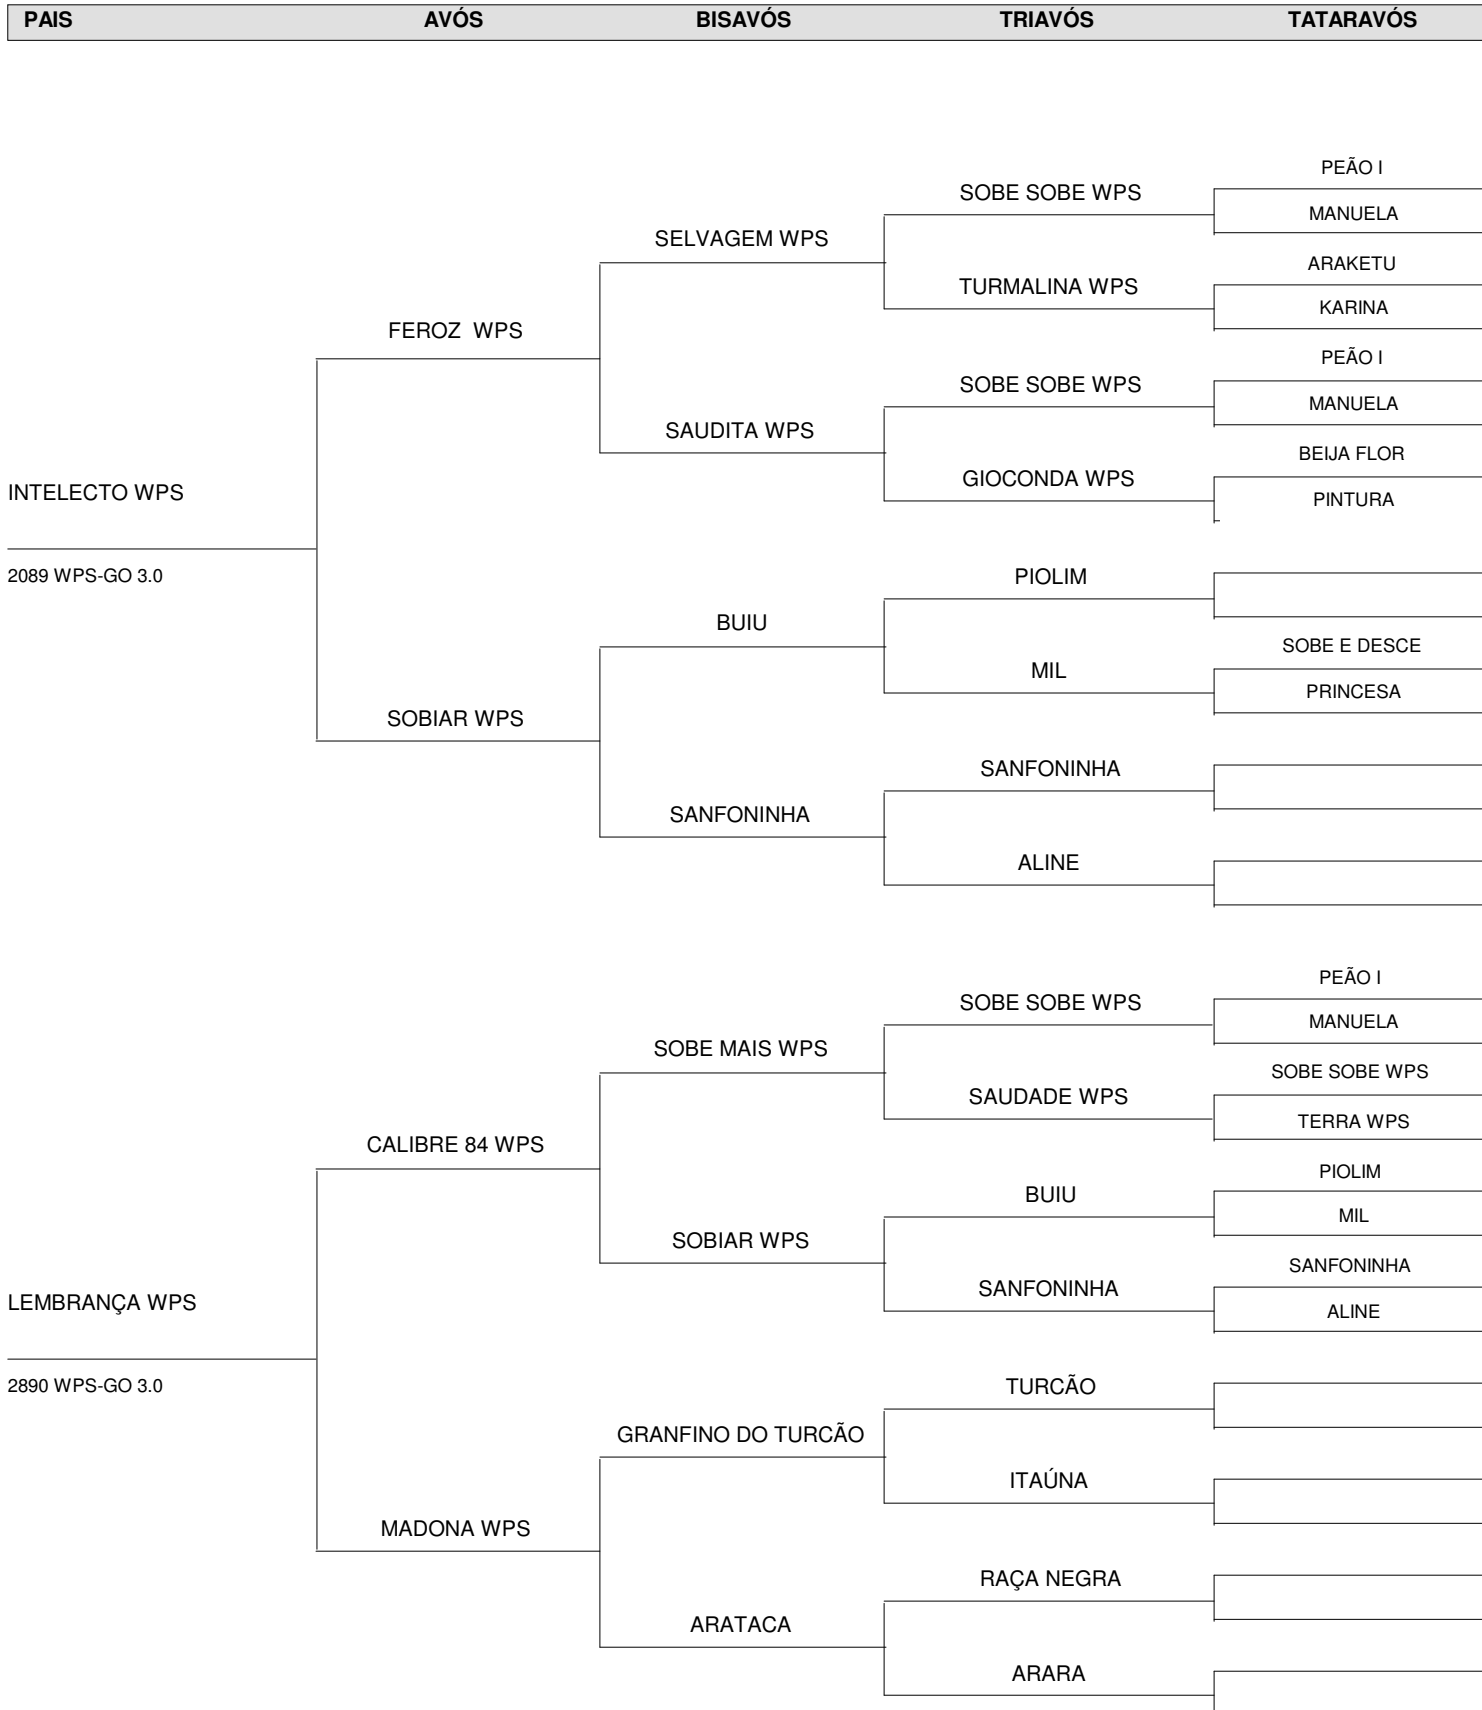 PAIS AVÓS BISAVÓS TRIAVÓS TATARAVÓS
PEÃO I
SOBE SOBE WPS
MANUELA
SELVAGEM WPS
ARAKETU
TURMALINA WPS
KARINA
FEROZ WPS
PEÃO I
SOBE SOBE WPS
MANUELA
SAUDITA WPS
BEIJA FLOR
GIOCONDA WPS
INTELECTO WPS
PINTURA
2089 WPS-GO 3.0
PIOLIM
BUIU
SOBE E DESCE
MIL
PRINCESA
SOBIAR WPS
SANFONINHA
SANFONINHA
ALINE
PEÃO I
SOBE SOBE WPS
MANUELA
SOBE MAIS WPS
SOBE SOBE WPS
SAUDADE WPS
TERRA WPS
CALIBRE 84 WPS
PIOLIM
BUIU
MIL
SOBIAR WPS
SANFONINHA
SANFONINHA
LEMBRANÇA WPS
ALINE
2890 WPS-GO 3.0
TURCÃO
GRANFINO DO TURCÃO
ITAÚNA
MADONA WPS
RAÇA NEGRA
ARATACA
ARARA